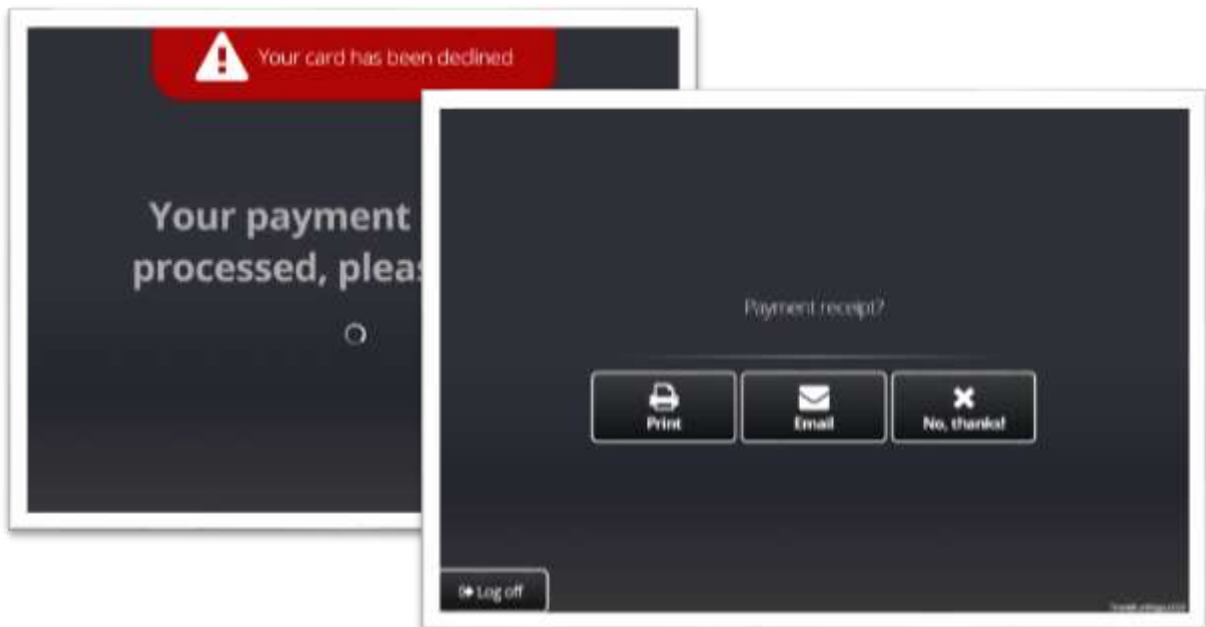 Your card has been declined
Your payment
processed, pleas
Payment receipt?
Print
Email
No, thanks!
Log off